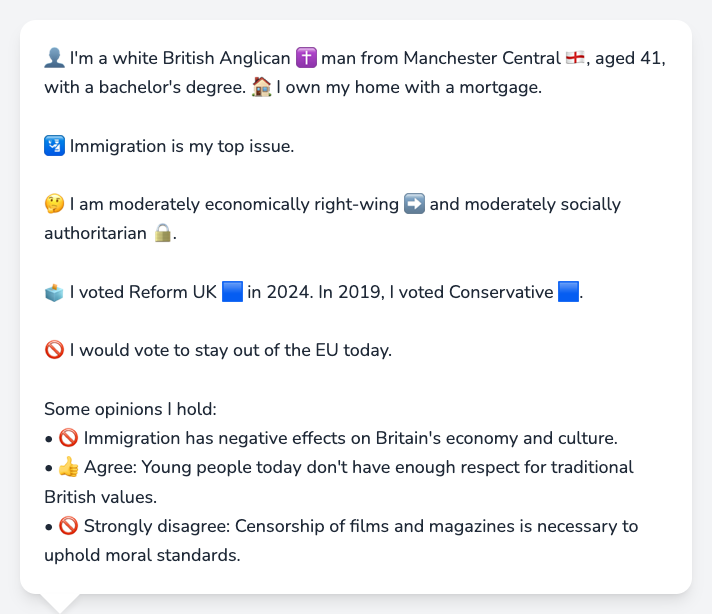 👤 I'm a white British Anglican ✝️ man from Manchester Central 🏴󠁧󠁢󠁥󠁮󠁧󠁿, aged 41,
with a bachelor's degree. 🏠 I own my home with a mortgage.
🛂 Immigration is my top issue.
🤔 I am moderately economically right-wing ➡️ and moderately socially
authoritarian 🔒.
🗳️ I voted Reform UK 🟦 in 2024. In 2019, I voted Conservative 🟦.
🚫 I would vote to stay out of the EU today.
Some opinions I hold:
• 🚫 Immigration has negative effects on Britain's economy and culture.
• 👍 Agree: Young people today don't have enough respect for traditional
British values.
• 🚫 Strongly disagree: Censorship of films and magazines is necessary to
uphold moral standards.